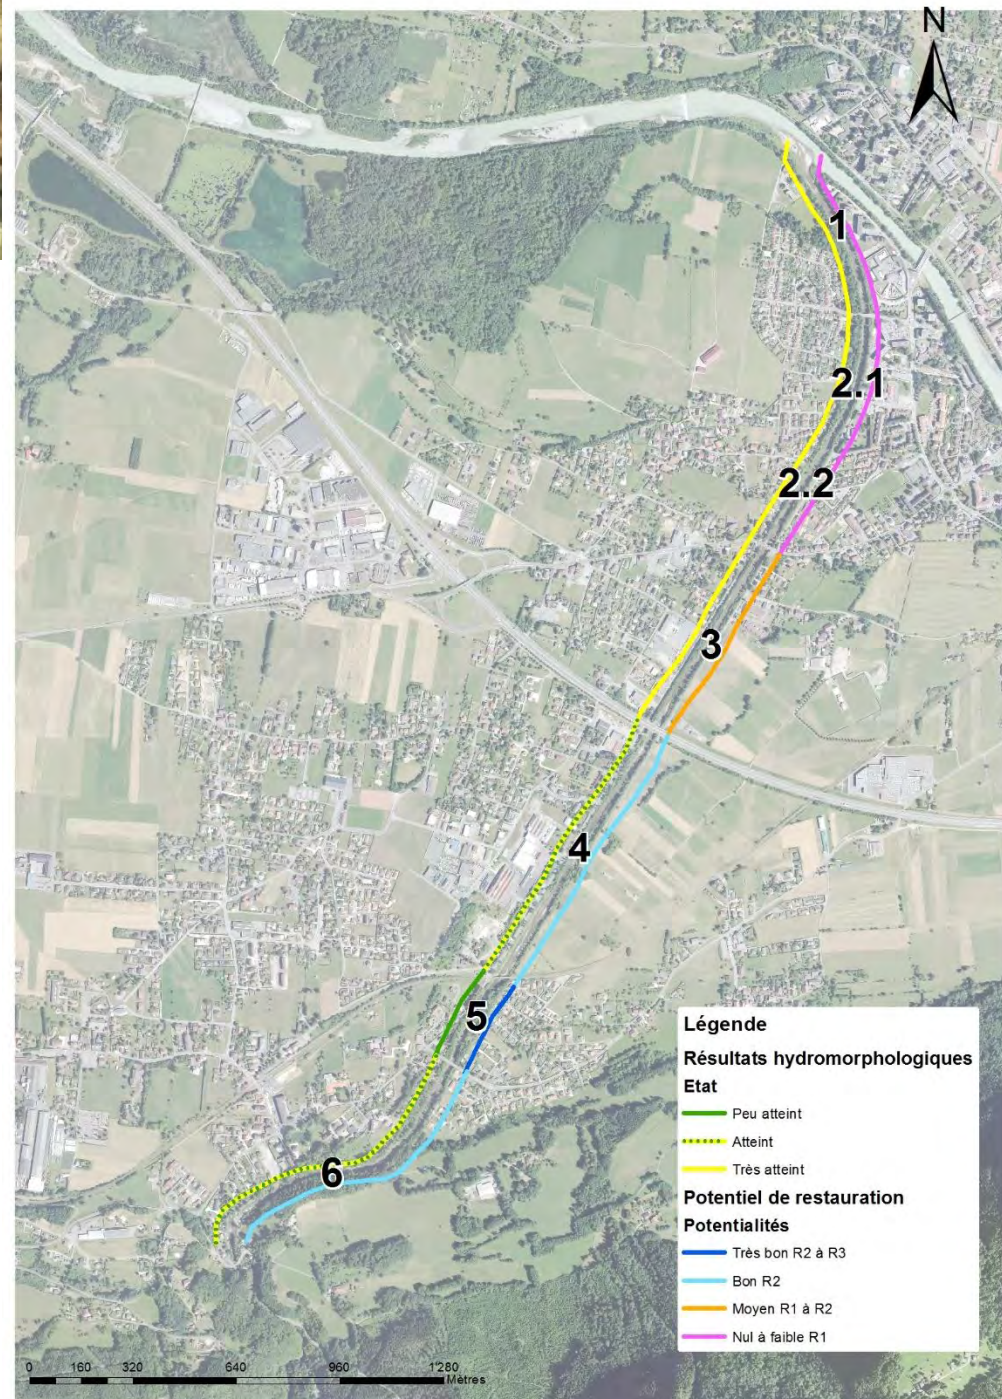 N
1
2.1
2.2
3
4
5
6
Légende
Résultats hydromorphologiques
Etat
Peu atteint
Atteint
Très atteint
Potentiel de restauration
Potentialités
Très bon R2 à R3
Bon R2
Moyen R1 à R2
Nul à faible R1
0 160 320 640 960 1'280
Mètres